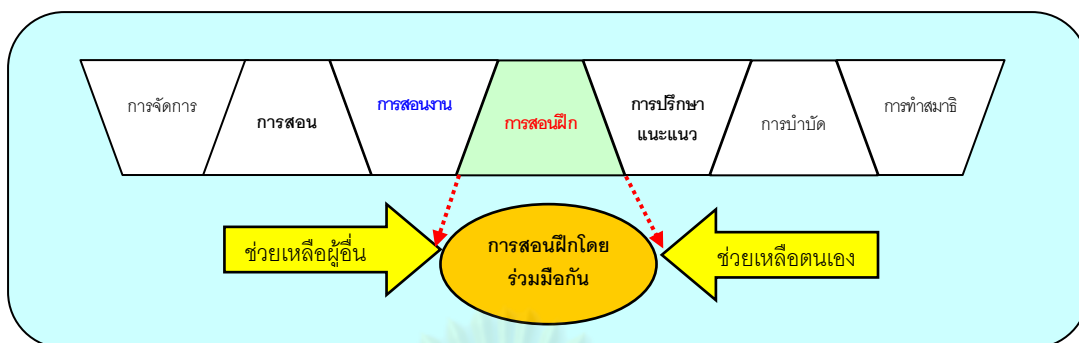 การจัดการ
การสอน
การสอนงาน
การสอนฝึก
การปรึกษา
แนะแนว
การบำบัด
การทำสมาธิ
ช่วยเหลือผู้อื่น
การสอนฝึกโดย
ร่วมมือกัน
ช่วยเหลือตนเอง